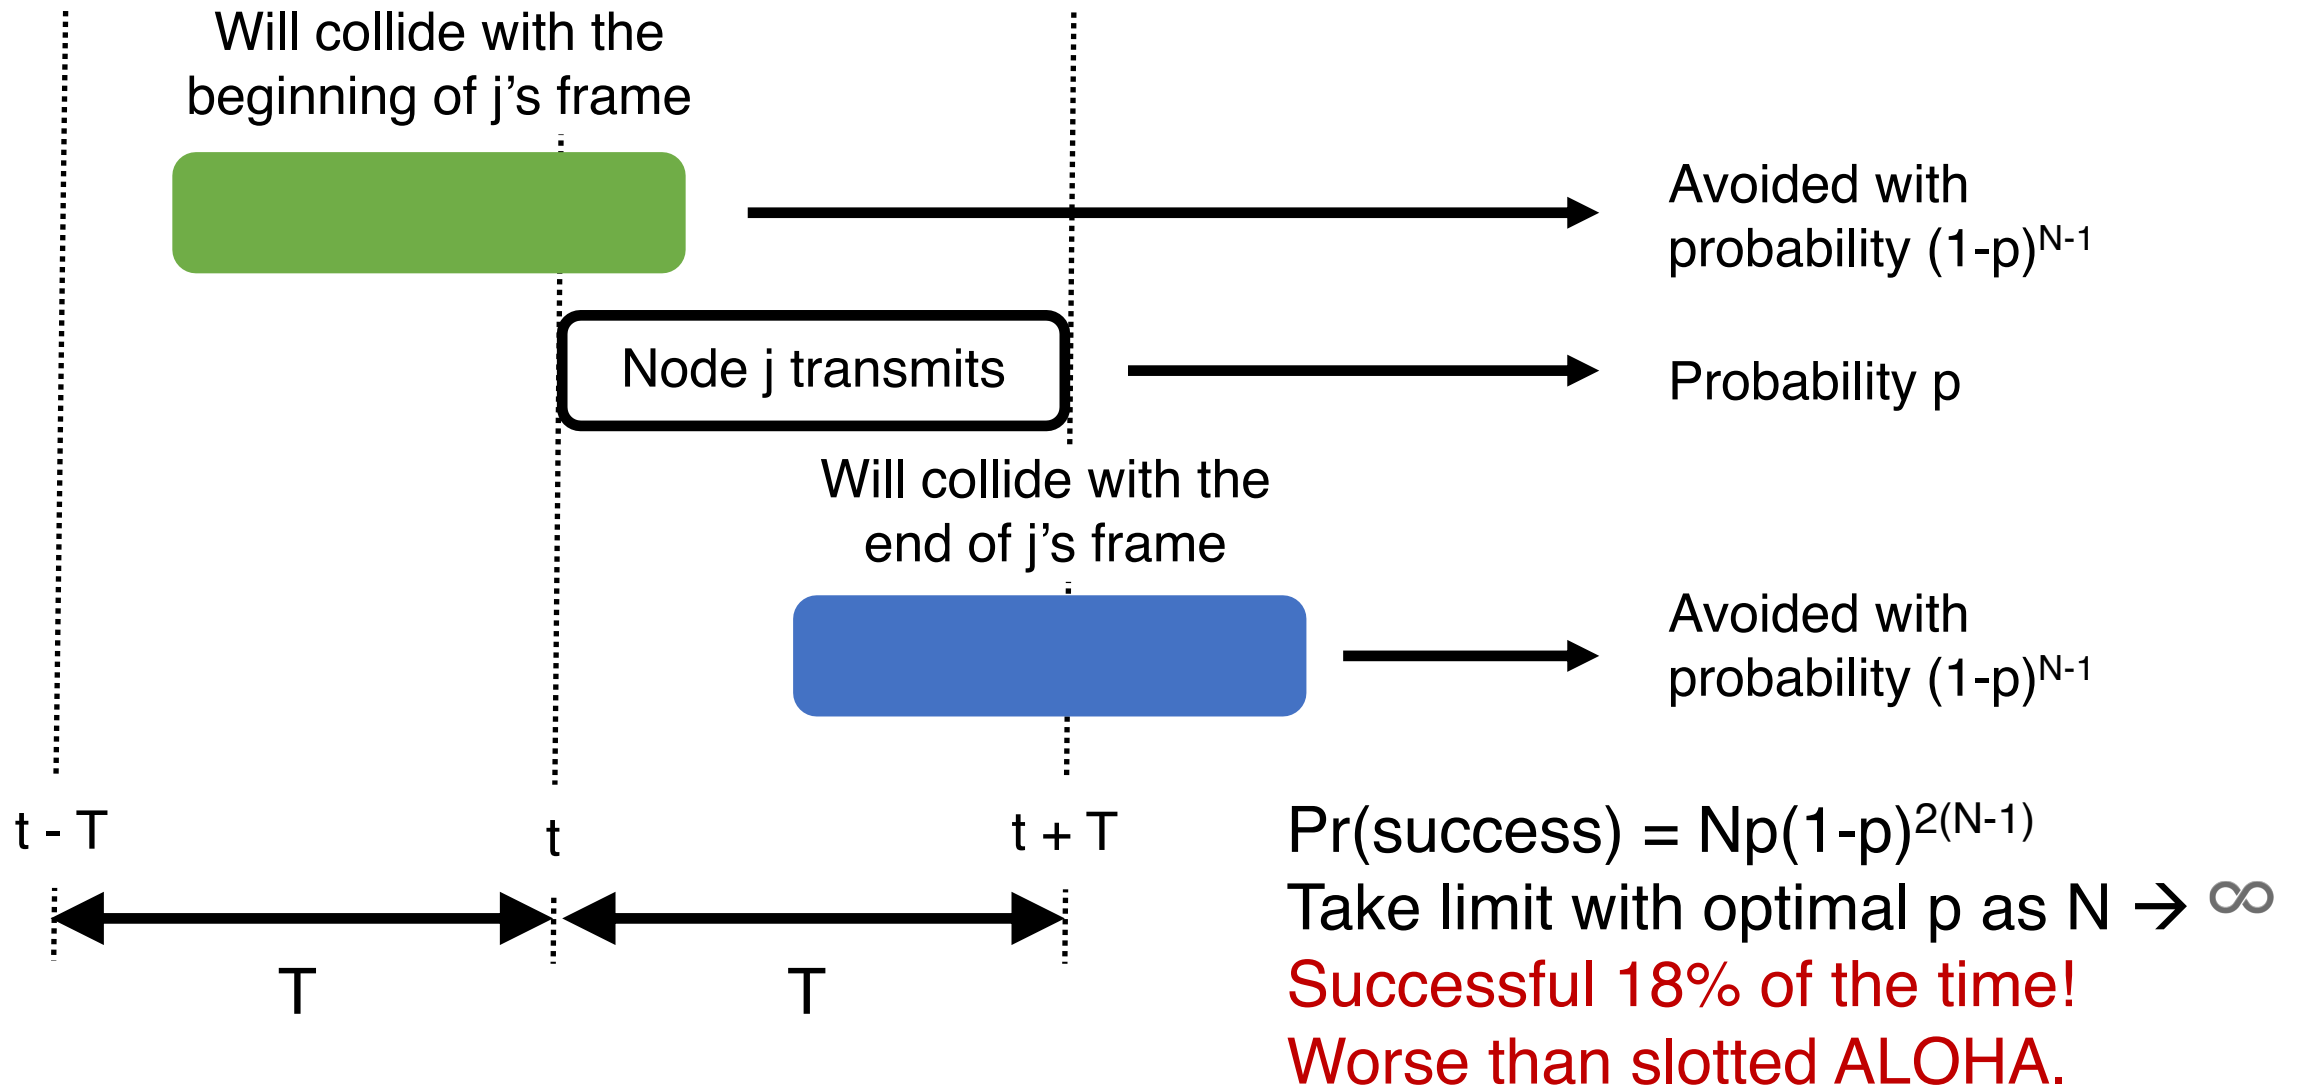 Will collide with the
beginning of j’s frame
Avoided with
probability (1-p)ᴺ⁻¹
Node j transmits
Probability p
Will collide with the
end of j’s frame
Avoided with
probability (1-p)ᴺ⁻¹
t - T
t
t + T
T
T
Pr(success) = Np(1-p)²⁽ᴺ⁻¹⁾
Take limit with optimal p as N → ∞
Successful 18% of the time!
Worse than slotted ALOHA.